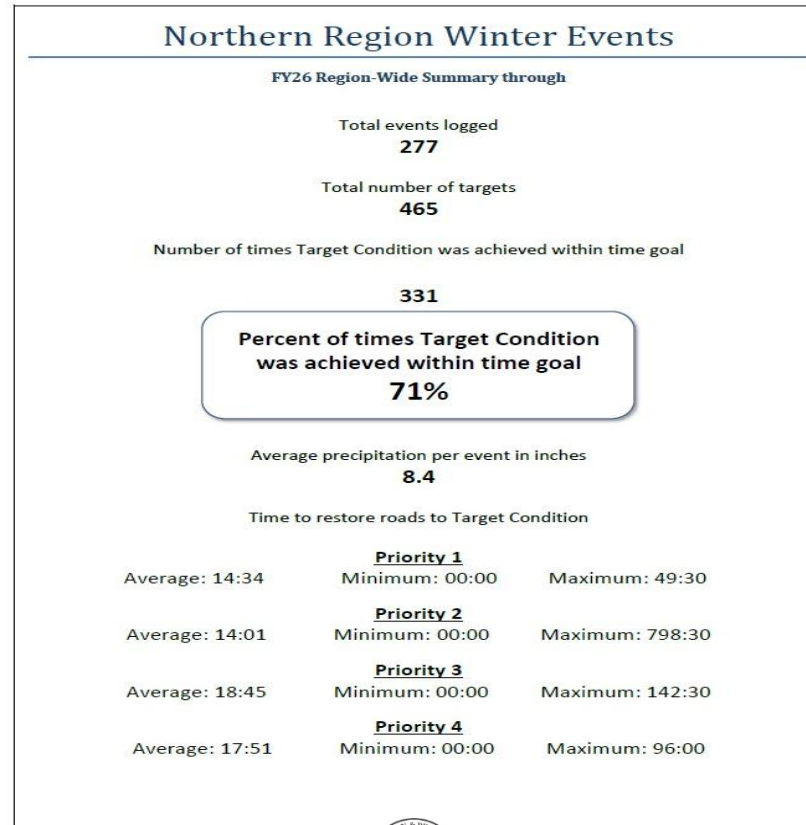 Northern Region Winter Events
FY26 Region-Wide Summary through
Total events logged
277
Total number of targets
465
Number of times Target Condition was achieved within time goal
331
Percent of times Target Condition
was achieved within time goal
71%
Average precipitation per event in inches
8.4
Time to restore roads to Target Condition
Priority 1
Average: 14:34 Minimum: 00:00 Maximum: 49:30
Priority 2
Average: 14:01 Minimum: 00:00 Maximum: 798:30
Priority 3
Average: 18:45 Minimum: 00:00 Maximum: 142:30
Priority 4
Average: 17:51 Minimum: 00:00 Maximum: 96:00